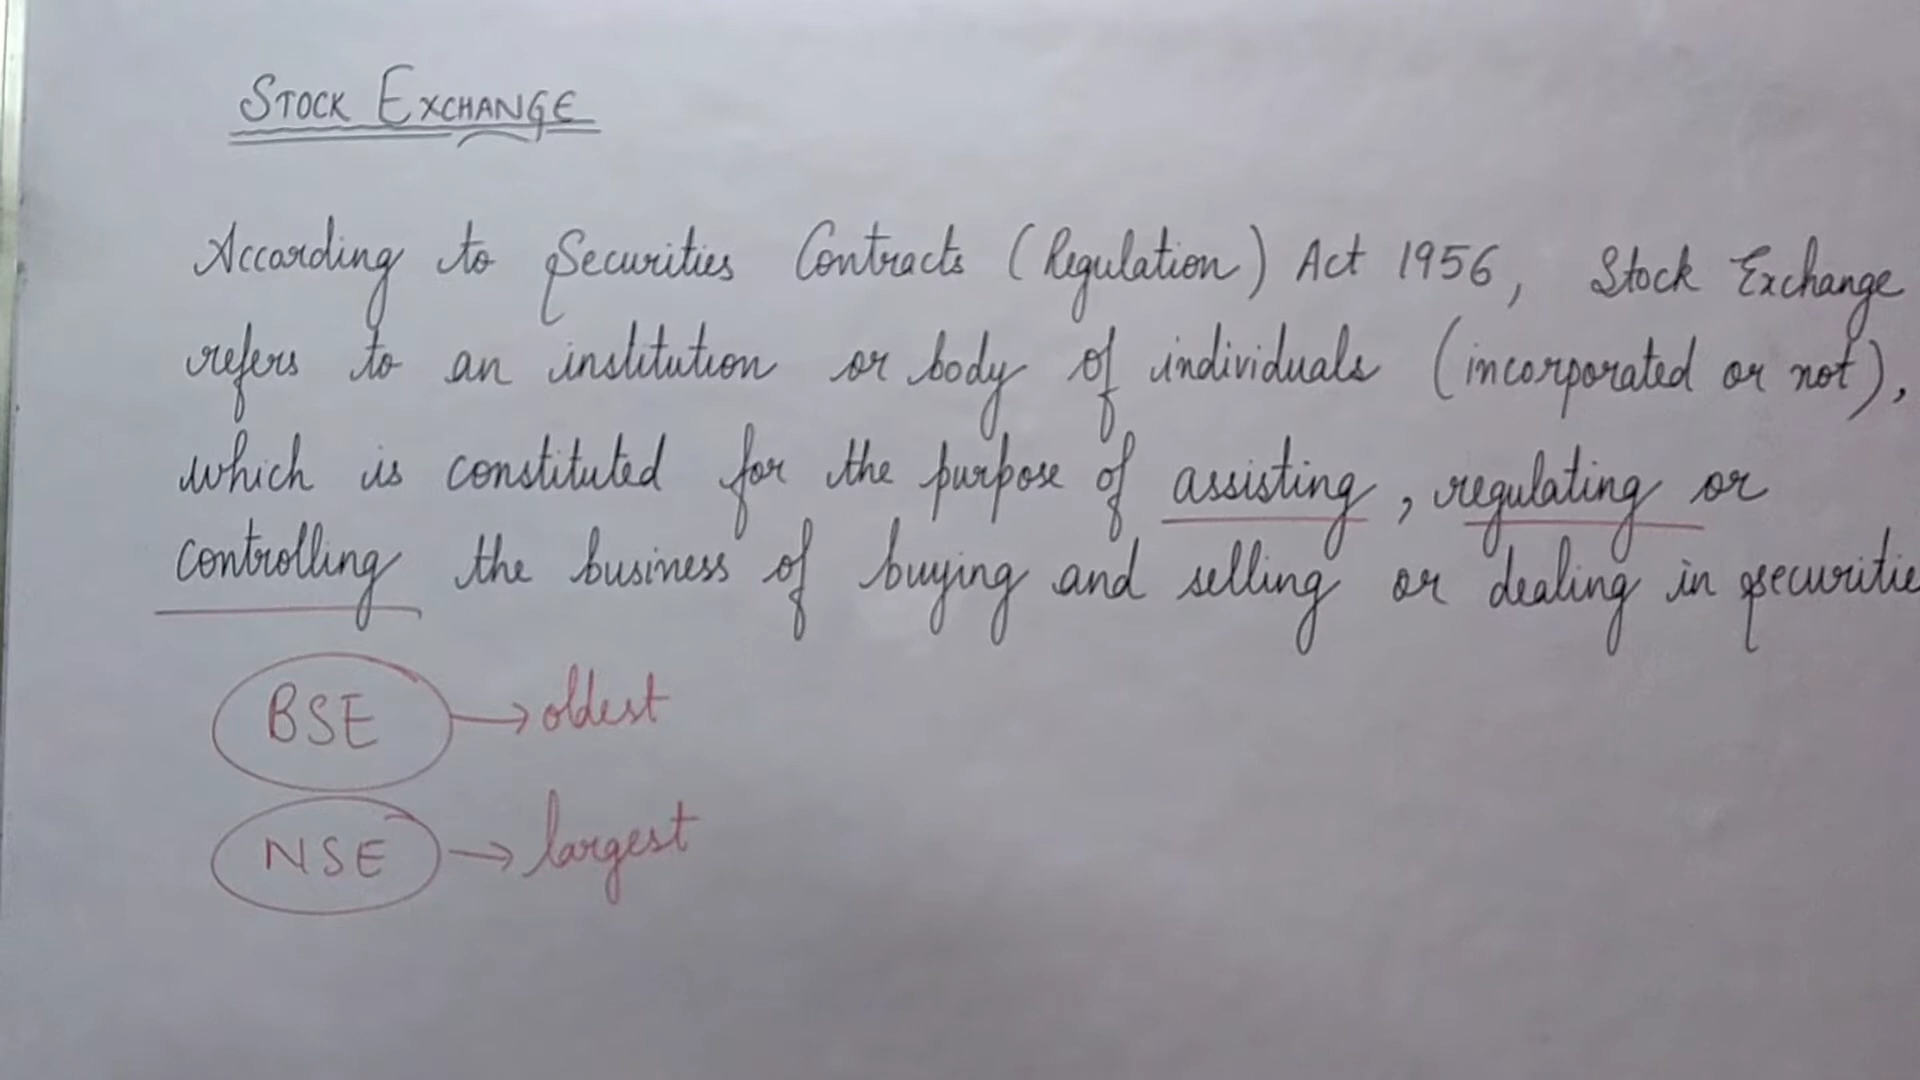 STOCK EXCHANGE
According to Securities Contracts (Regulation) Act 1956, Stock Exchange
refers to an institution or body of individuals (incorporated or not),
which is constituted for the purpose of assisting, regulating or
controlling the business of buying and selling or dealing in securitie
BSE → oldest
NSE → largest